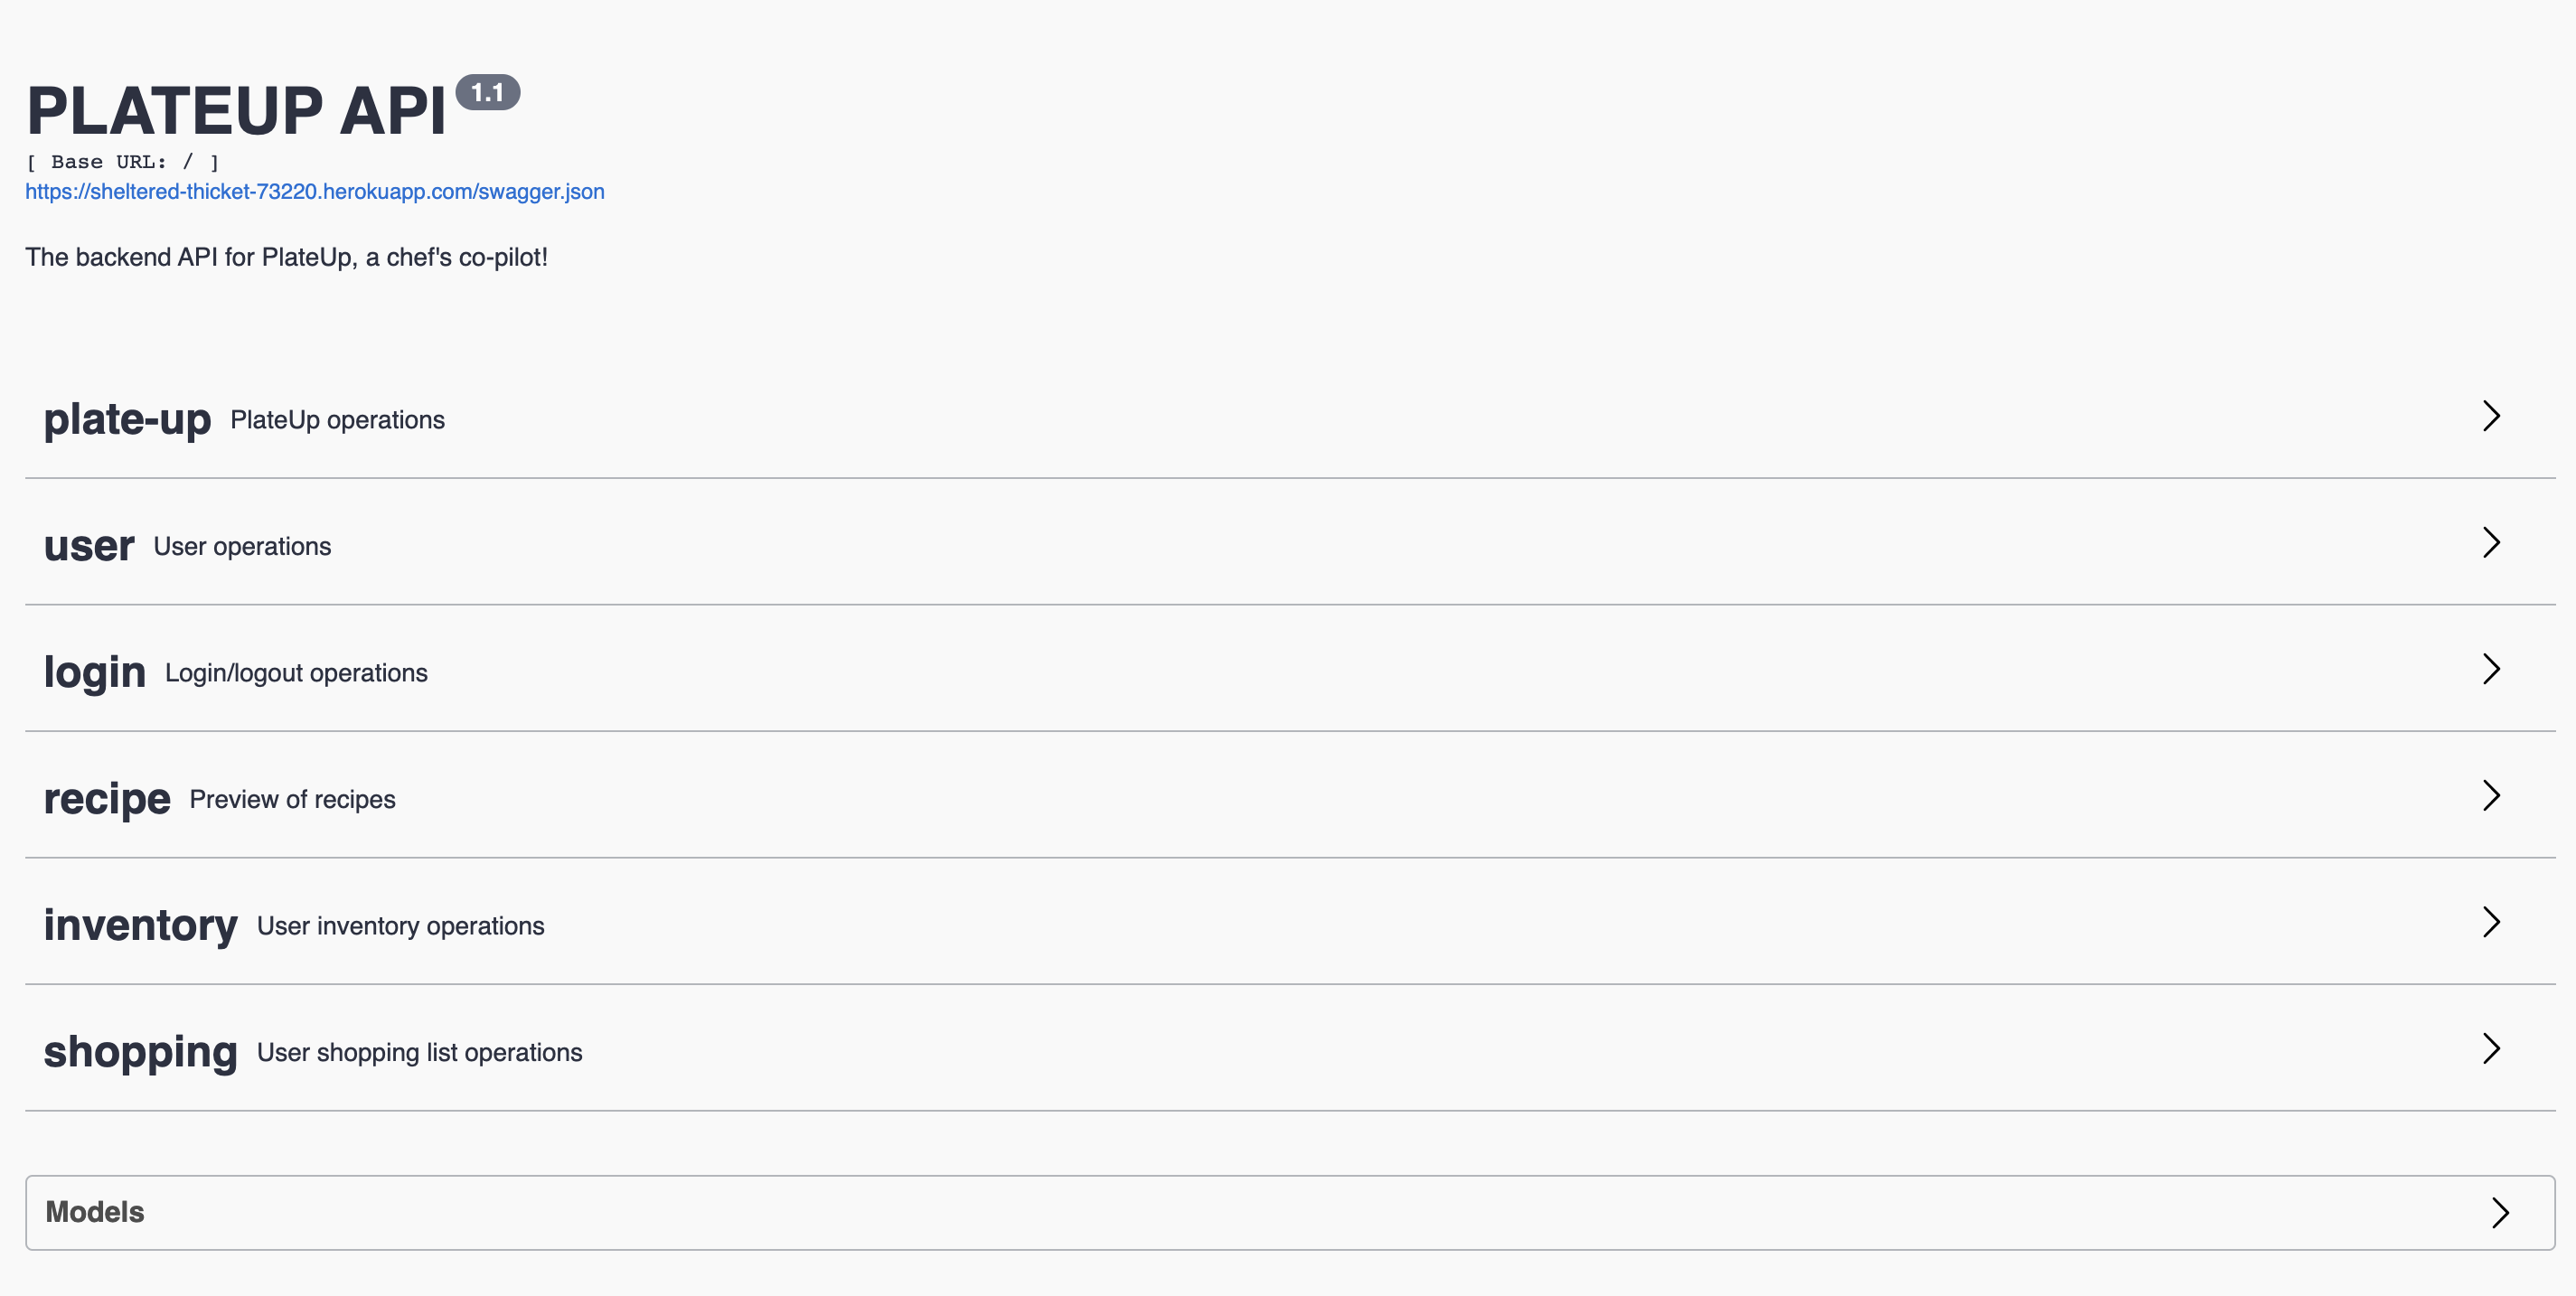 PLATEUP API 1.1
[ Base URL: / ]
https://sheltered-thicket-73220.herokuapp.com/swagger.json
The backend API for PlateUp, a chef's co-pilot!
plate-up PlateUp operations
user User operations
login Login/logout operations
recipe Preview of recipes
inventory User inventory operations
shopping User shopping list operations
Models